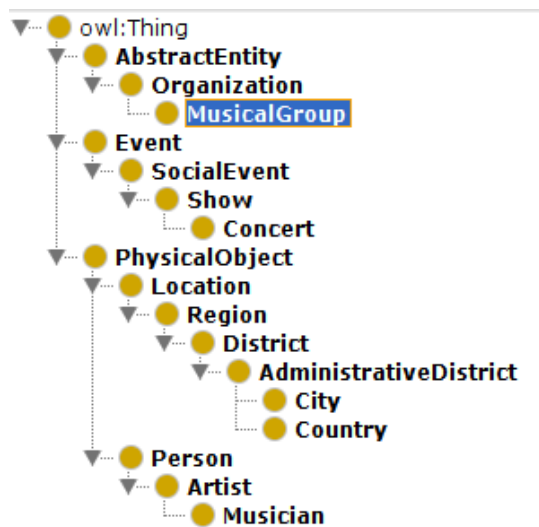 owl:Thing
AbstractEntity
Organization
MusicalGroup
Event
SocialEvent
Show
Concert
PhysicalObject
Location
Region
District
AdministrativeDistrict
City
Country
Person
Artist
Musician